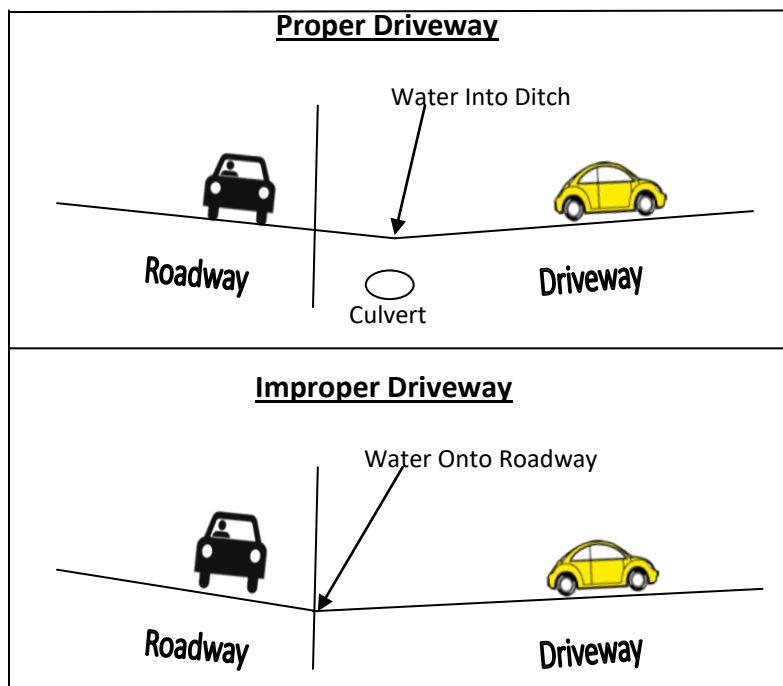 Proper Driveway
Water Into Ditch
Roadway
Driveway
Culvert
Improper Driveway
Water Onto Roadway
Roadway
Driveway